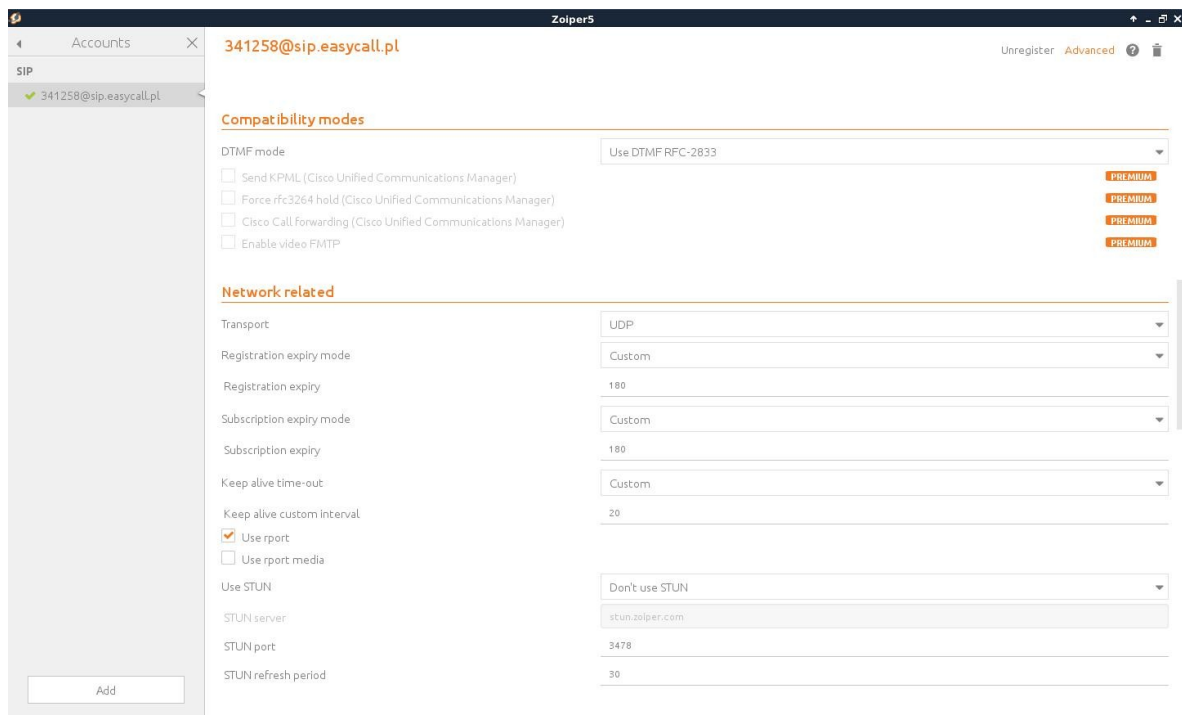 Zoiper5
Accounts
SIP
341258@sip.easycall.pl
Add
341258@sip.easycall.pl
Unregister Advanced ?
Compatibility modes
DTMF mode Use DTMF RFC-2833
Send KPML (Cisco Unified Communications Manager) PREMIUM
Force rfc3264 hold (Cisco Unified Communications Manager) PREMIUM
Cisco Call forwarding (Cisco Unified Communications Manager) PREMIUM
Enable video FMTP PREMIUM
Network related
Transport UDP
Registration expiry mode Custom
Registration expiry 180
Subscription expiry mode Custom
Subscription expiry 180
Keep alive time-out Custom
Keep alive custom interval 20
Use rport
Use rport media
Use STUN Don't use STUN
STUN server stun.zoiper.com
STUN port 3478
STUN refresh period 30